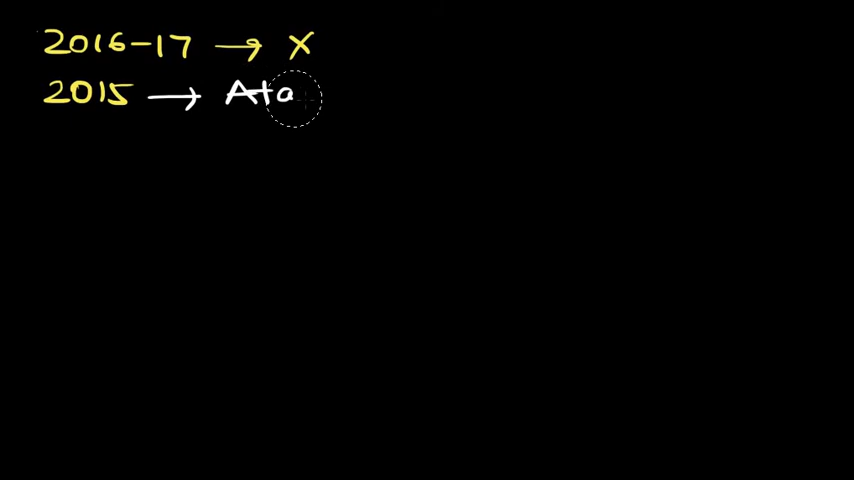 2016-17 → X
2015 → Ata